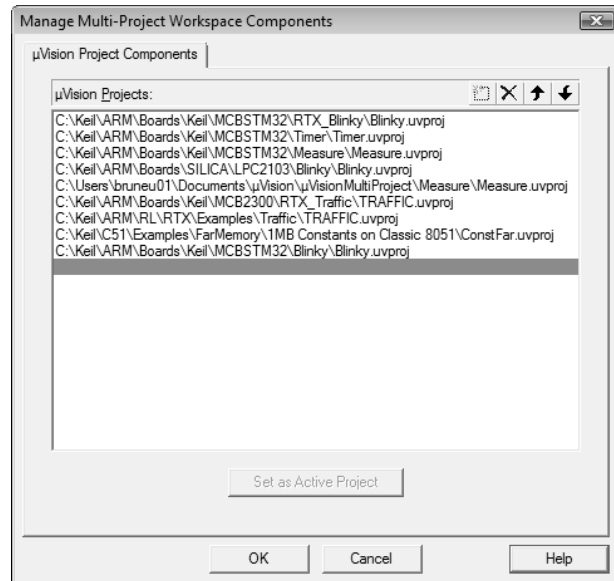 Manage Multi-Project Workspace Components
µVision Project Components
µVision Projects:
C:\Keil\ARM\Boards\Keil\MCBSTM32\RTX_Blinky\Blinky.uvproj
C:\Keil\ARM\Boards\Keil\MCBSTM32\Timer\Timer.uvproj
C:\Keil\ARM\Boards\Keil\MCBSTM32\Measure\Measure.uvproj
C:\Keil\ARM\Boards\SILICA\LPC2103\Blinky\Blinky.uvproj
C:\Users\bruneu01\Documents\µVision\µVisionMultiProject\Measure\Measure.uvproj
C:\Keil\ARM\Boards\Keil\MCB2300\RTX_Traffic\TRAFFIC.uvproj
C:\Keil\ARM\RL\RTX\Examples\Traffic\TRAFFIC.uvproj
C:\Keil\C51\Examples\FarMemory\1MB Constants on Classic 8051\ConstFar.uvproj
C:\Keil\ARM\Boards\Keil\MCBSTM32\Blinky\Blinky.uvproj
Set as Active Project
OK Cancel Help